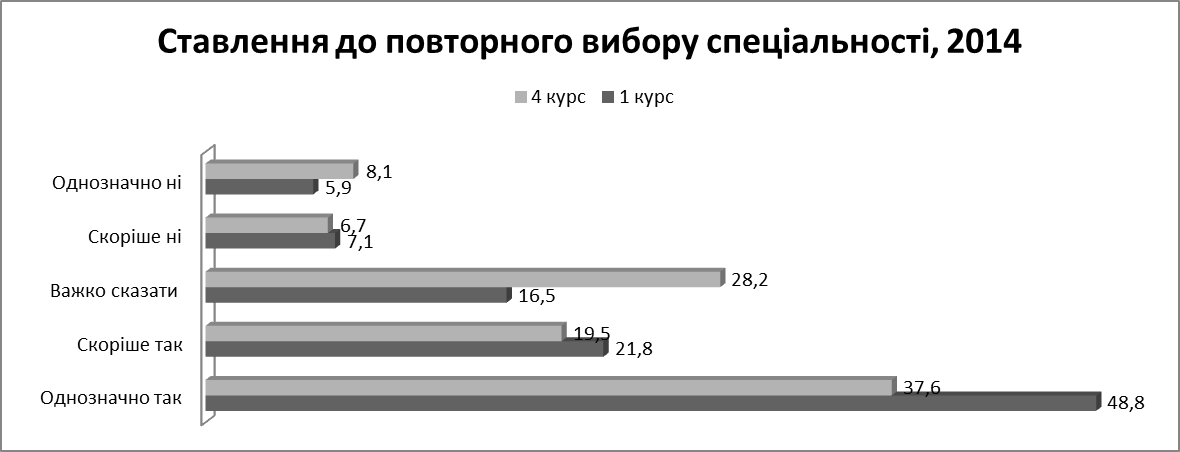 Ставлення до повторного вибору спеціальності, 2014
4 курс 1 курс
Однозначно ні 8,1
5,9
Скоріше ні 6,7
7,1
Важко сказати 28,2
16,5
Скоріше так 19,5
21,8
Однозначно так 37,6
48,8